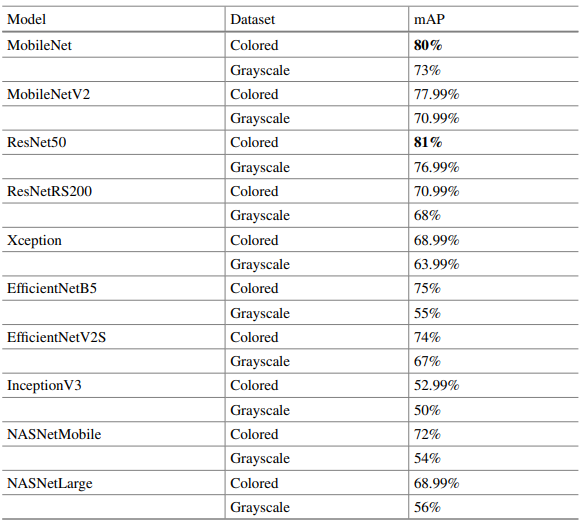 Model Dataset mAP
MobileNet Colored 80%
Grayscale 73%
MobileNetV2 Colored 77.99%
Grayscale 70.99%
ResNet50 Colored 81%
Grayscale 76.99%
ResNetRS200 Colored 70.99%
Grayscale 68%
Xception Colored 68.99%
Grayscale 63.99%
EfficientNetB5 Colored 75%
Grayscale 55%
EfficientNetV2S Colored 74%
Grayscale 67%
InceptionV3 Colored 52.99%
Grayscale 50%
NASNetMobile Colored 72%
Grayscale 54%
NASNetLarge Colored 68.99%
Grayscale 56%